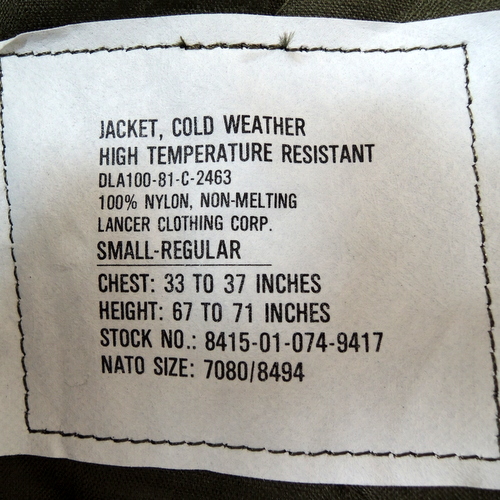 JACKET, COLD WEATHER
HIGH TEMPERATURE RESISTANT
DLA100-81-C-2463
100% NYLON, NON-MELTING
LANCER CLOTHING CORP.
SMALL-REGULAR
CHEST: 33 TO 37 INCHES
HEIGHT: 67 TO 71 INCHES
STOCK NO.: 8415-01-074-9417
NATO SIZE: 7080/8494